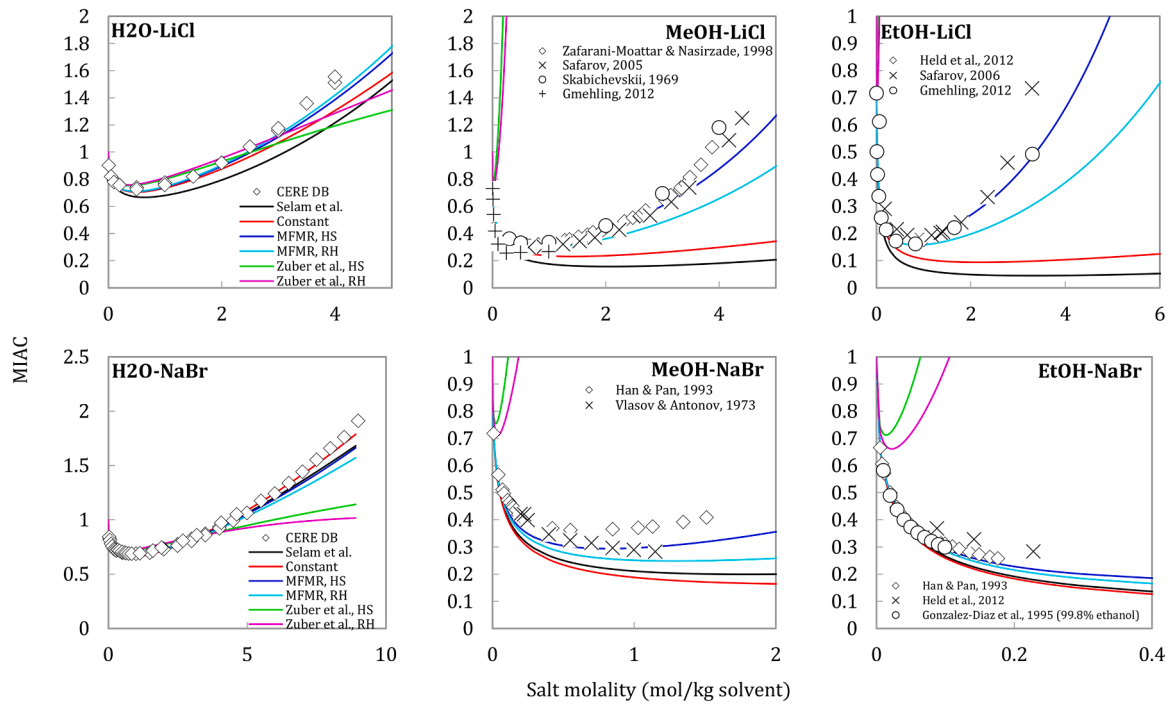 H2O-LiCl
2
1.8
1.6
1.4
1.2
1
0.8
0.6
0.4
0.2
0
0 2 4
CERE DB
Selam et al.
Constant
MFMR, HS
MFMR, RH
Zuber et al., HS
Zuber et al., RH
MeOH-LiCl
2
1.8
1.6
1.4
1.2
1
0.8
0.6
0.4
0.2
0
0 1 2 3 4 5
Zafarani-Moattar & Nasirzade, 1998
Safarov, 2005
Skabichevskii, 1969
Gmehling, 2012
EtOH-LiCl
1
0.9
0.8
0.7
0.6
0.5
0.4
0.3
0.2
0.1
0
0 2 4 6
Held et al., 2012
Safarov, 2006
Gmehling, 2012
MIAC
H2O-NaBr
2.5
2
1.5
1
0.5
0
0 5 10
CERE DB
Selam et al.
Constant
MFMR, HS
MFMR, RH
Zuber et al., HS
Zuber et al., RH
MeOH-NaBr
1
0.9
0.8
0.7
0.6
0.5
0.4
0.3
0.2
0.1
0
0 1 2
Han & Pan, 1993
Vlasov & Antonov, 1973
EtOH-NaBr
1
0.9
0.8
0.7
0.6
0.5
0.4
0.3
0.2
0.1
0
0 0.2 0.4
Han & Pan, 1993
Held et al., 2012
Gonzalez-Diaz et al., 1995 (99.8% ethanol)
Salt molality (mol/kg solvent)